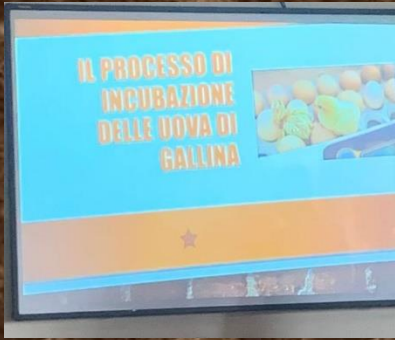 IL PROCESSO DI
INCUBAZIONE
DELLE UOVA DI
GALLINA